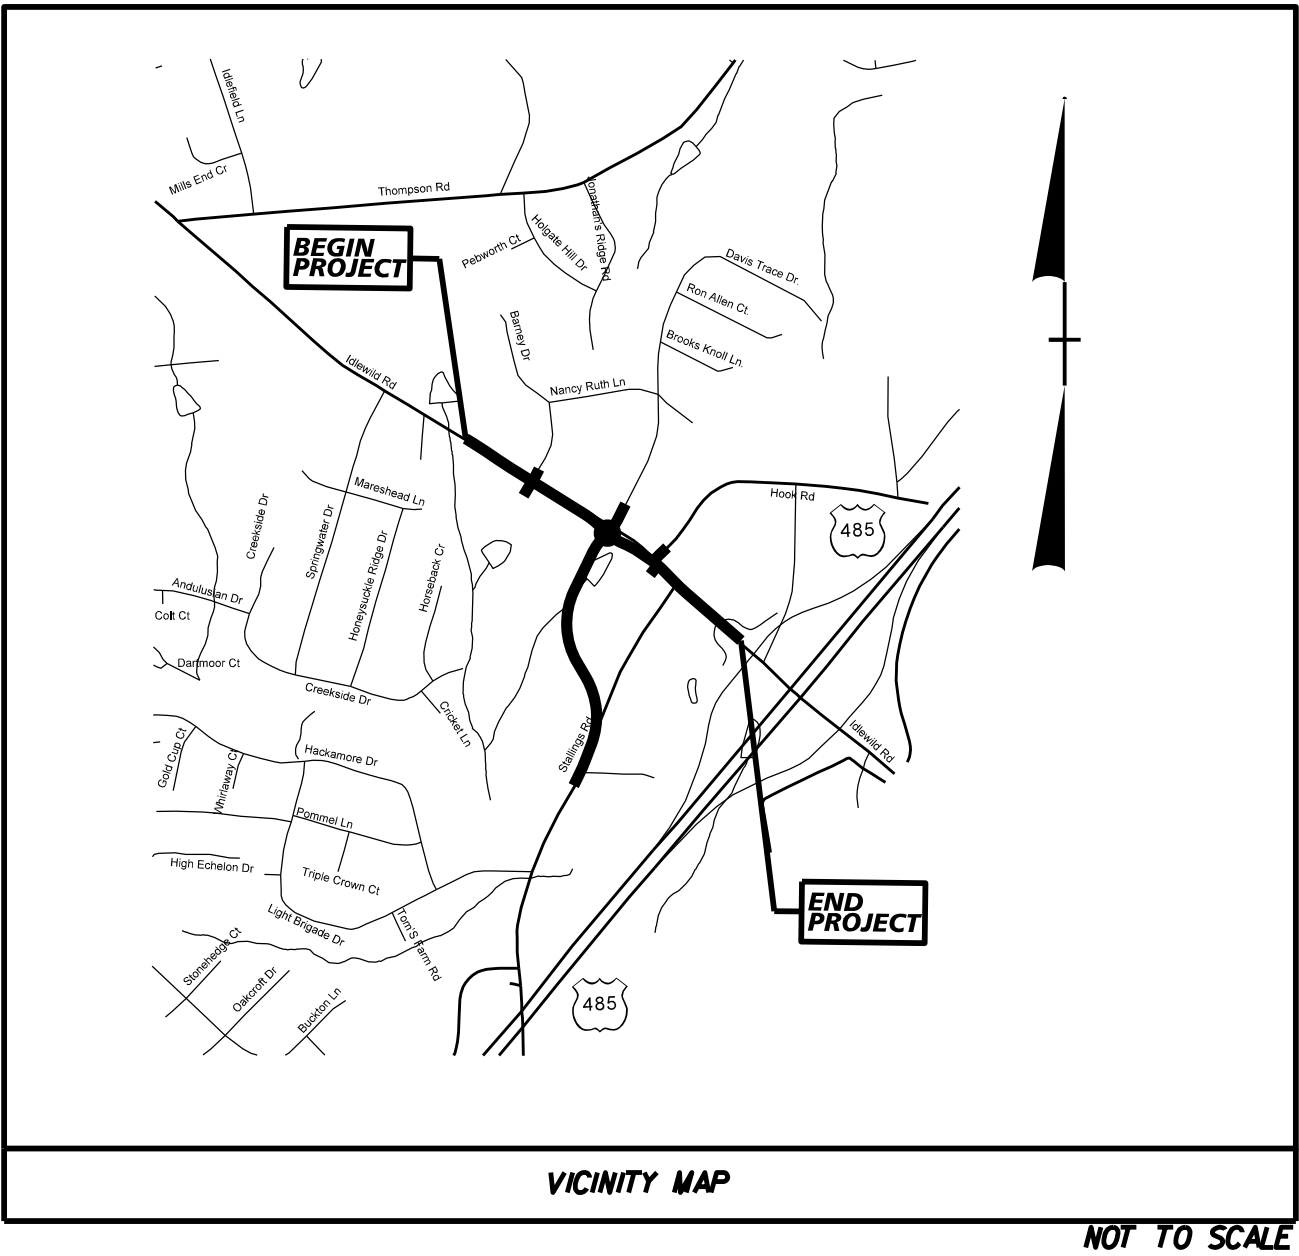 Idlefield Ln
Mills End Cr
Thompson Rd
Jonathan's Ridge Rd
BEGIN
PROJECT
Holgate Hill Dr
Pebworth Ct
Davis Trace Dr.
Ron Allen Ct.
Barney Dr
Brooks Knoll Ln.
Idlewild Rd
Nancy Ruth Ln
Mareshead Ln
Hook Rd
485
Creekside Dr
Springwater Dr
Honeysuckle Ridge Dr
Horseback Cr
Andulusian Dr
Colt Ct
Dartmoor Ct
Creekside Dr
Cricket Ln
Stallings Rd
Idlewild Rd
Gold Cup Ct
Whirlaway Ct
Hackamore Dr
Pommel Ln
High Echelon Dr
Triple Crown Ct
END
PROJECT
Light Brigade Dr
Tom'S Farm Rd
Stonehedge Ct
Oakcroft Dr
Buckton Ln
485
VICINITY MAP
NOT TO SCALE